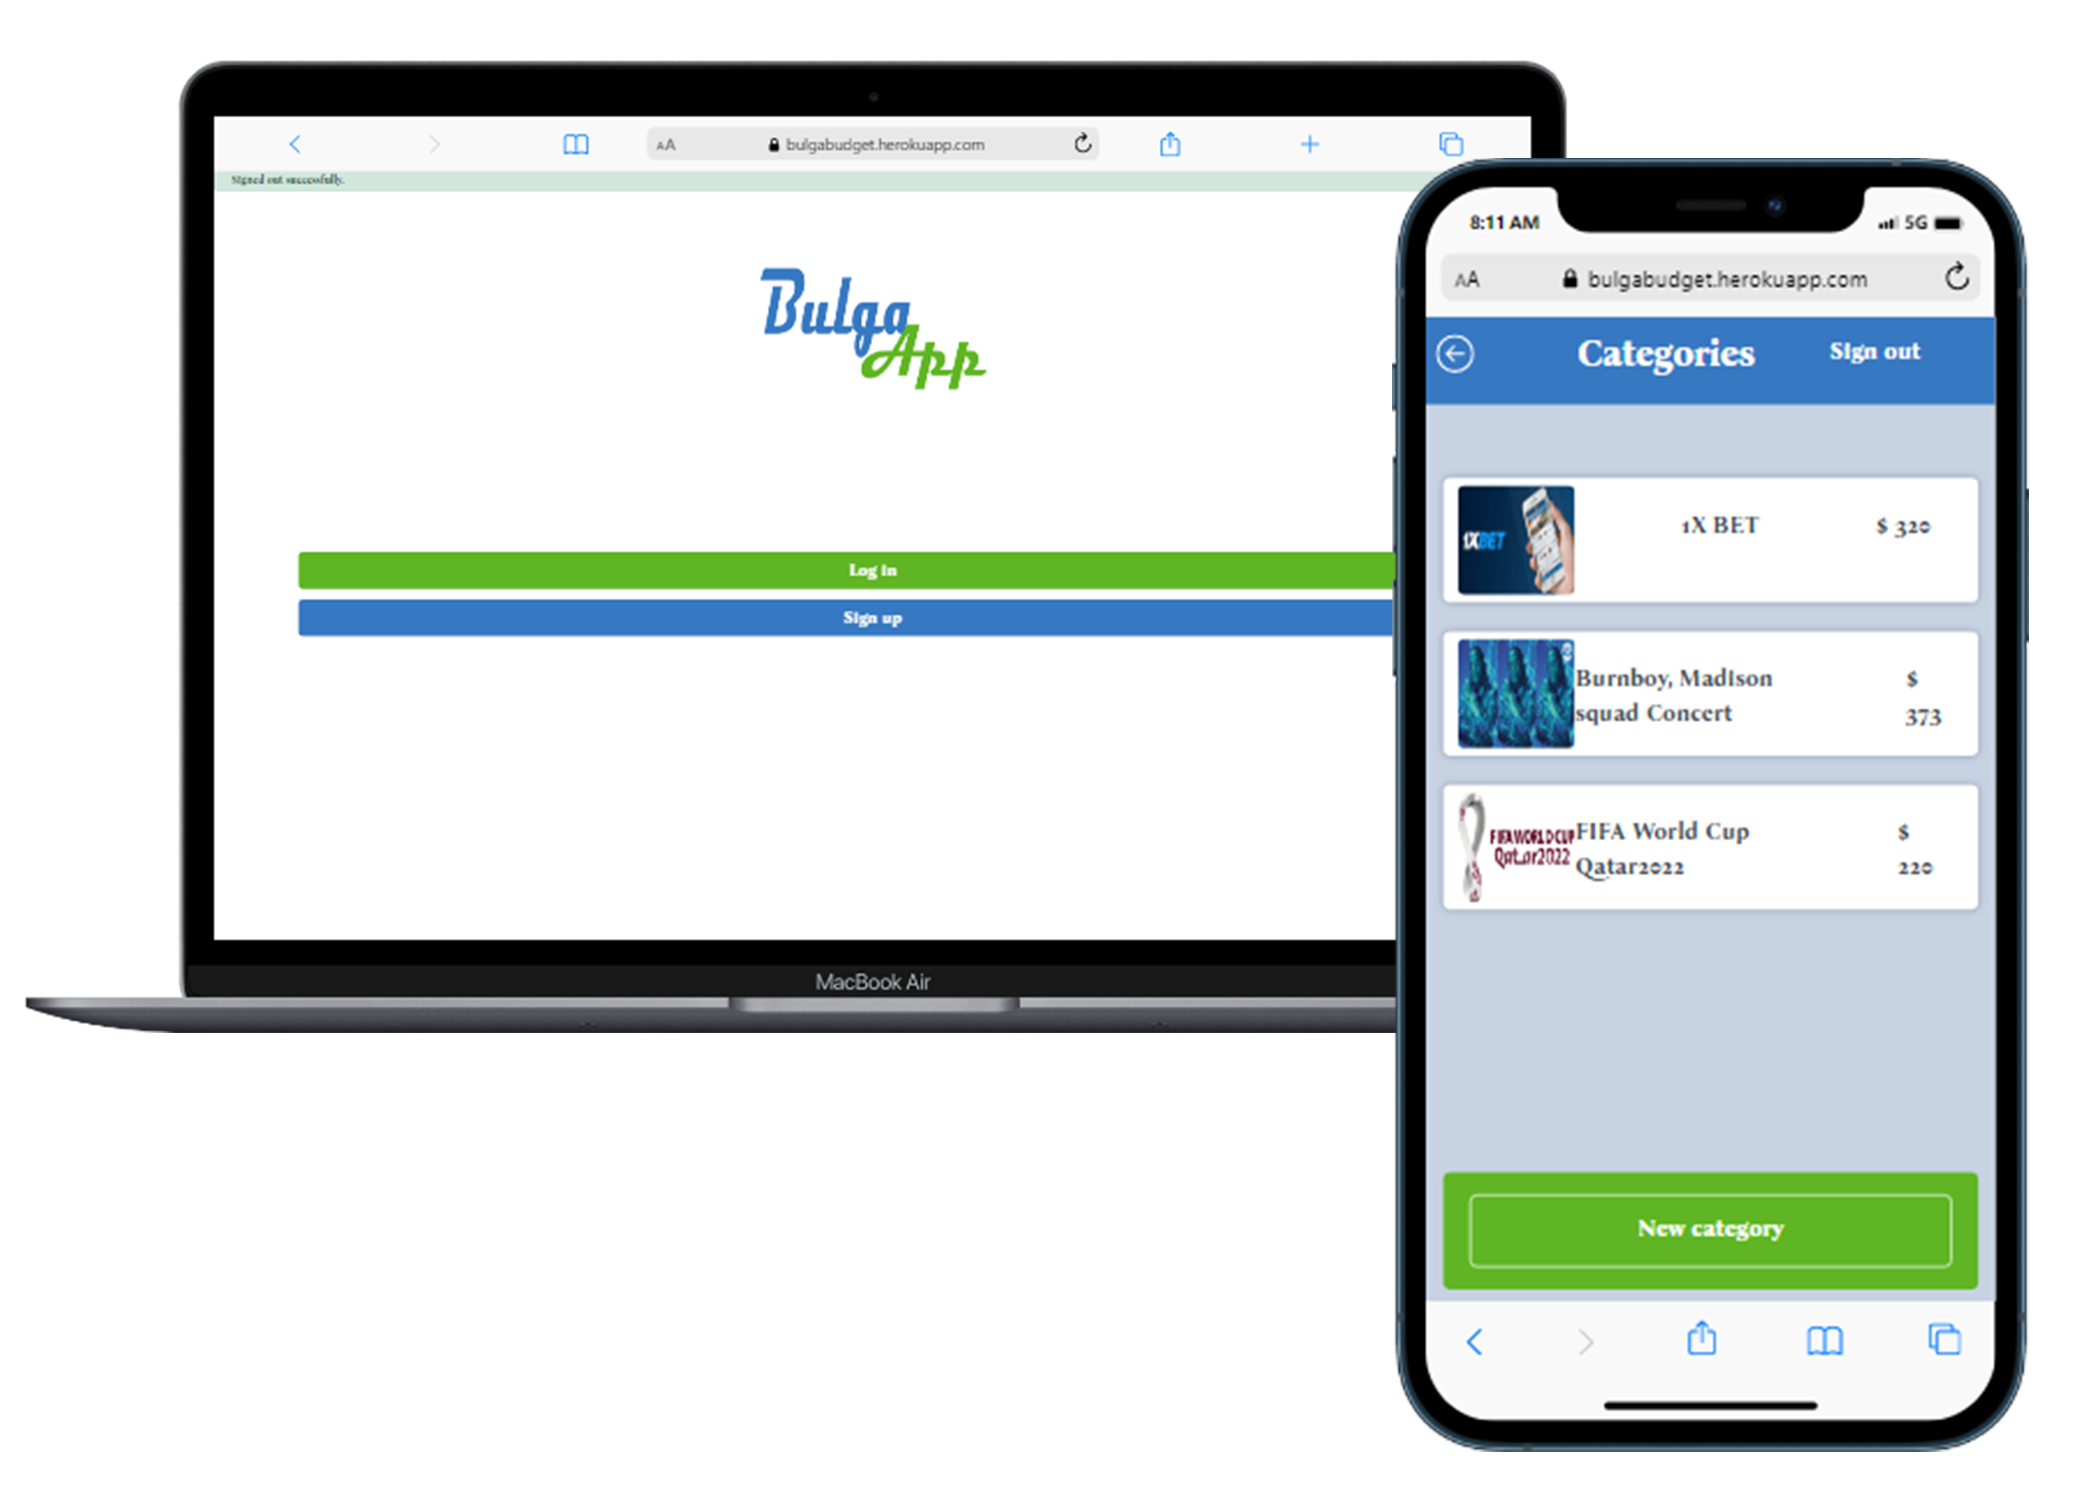 AA bulgabudget.herokuapp.com
Signed out successfully.
Bulga
App
Log in
Sign up
MacBook Air
8:11 AM 5G
AA bulgabudget.herokuapp.com
Categories Sign out
1XBET
1X BET $ 320
Burnboy, Madison $
squad Concert 373
FIFA WORLD CUP
Qatar2022
FIFA World Cup $
Qatar2022 220
New category